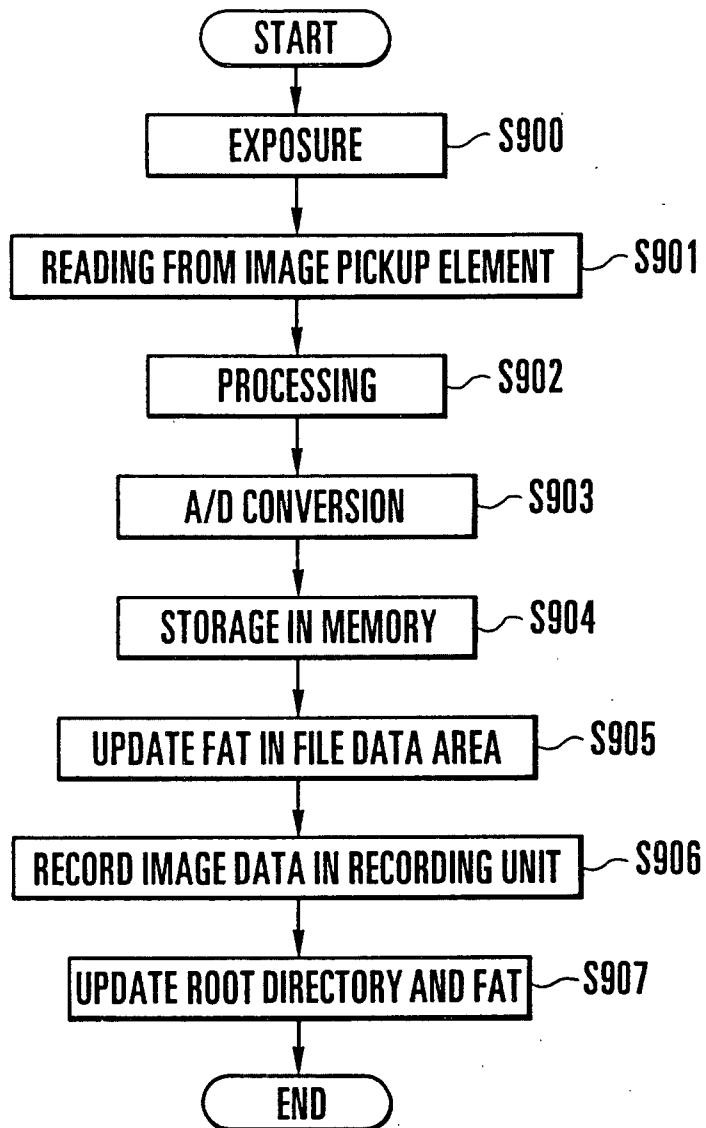 START
EXPOSURE S900
READING FROM IMAGE PICKUP ELEMENT S901
PROCESSING S902
A/D CONVERSION S903
STORAGE IN MEMORY S904
UPDATE FAT IN FILE DATA AREA S905
RECORD IMAGE DATA IN RECORDING UNIT S906
UPDATE ROOT DIRECTORY AND FAT S907
END